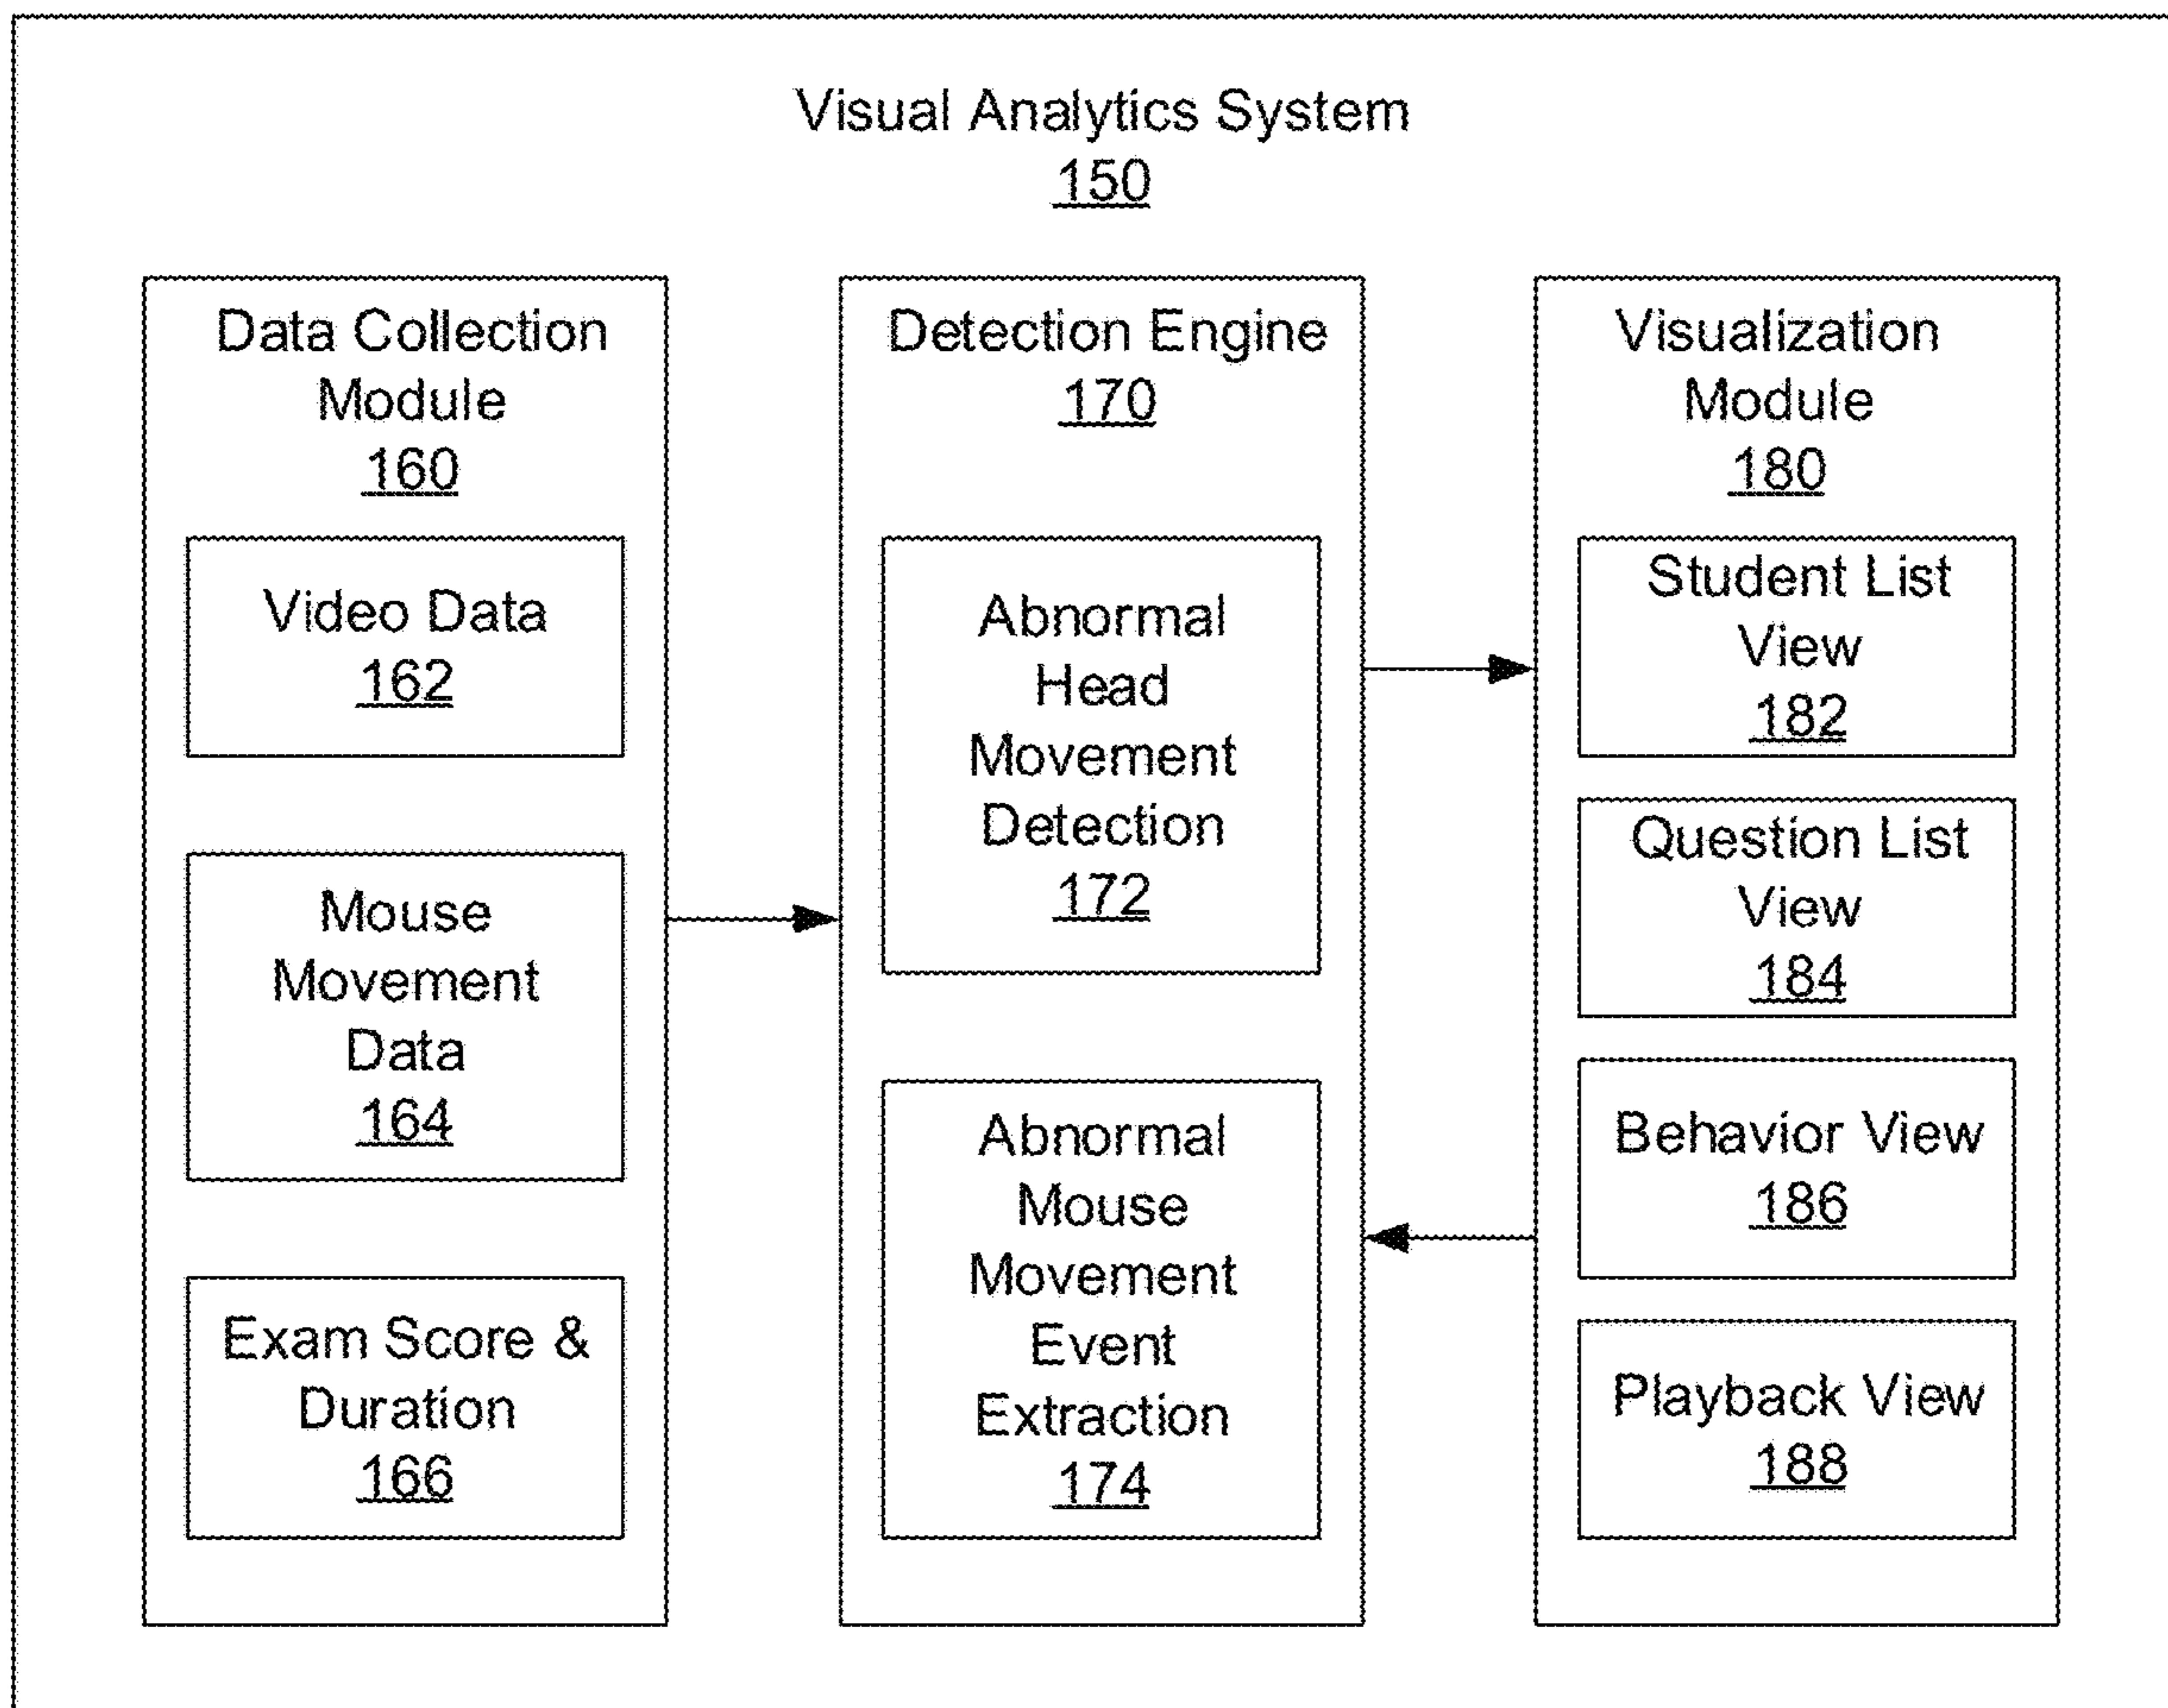 Visual Analytics System
150
Data Collection
Module
160
Video Data
162
Mouse
Movement
Data
164
Exam Score &
Duration
166
Detection Engine
170
Abnormal
Head
Movement
Detection
172
Abnormal
Mouse
Movement
Event
Extraction
174
Visualization
Module
180
Student List
View
182
Question List
View
184
Behavior View
186
Playback View
188